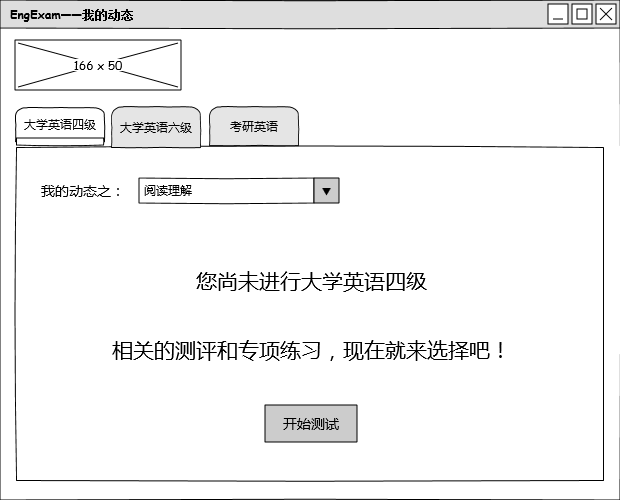 EngExam——我的动态
166 x 50
大学英语四级 大学英语六级 考研英语
我的动态之： 阅读理解
您尚未进行大学英语四级
相关的测评和专项练习，现在就来选择吧！
开始测试